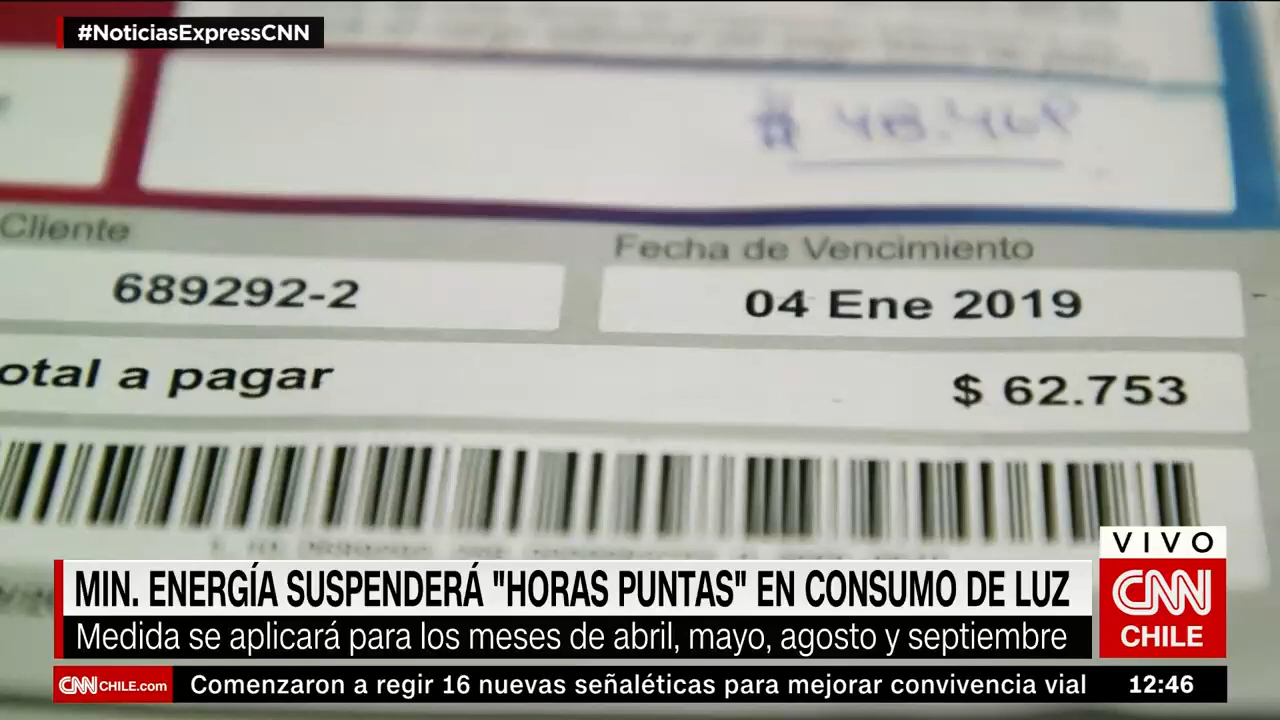 #NoticiasExpressCNN
Cliente
Fecha de Vencimiento
689292-2
04 Ene 2019
otal a pagar
$ 62.753
VIVO
CNN
CHILE
MIN. ENERGÍA SUSPENDERÁ "HORAS PUNTAS" EN CONSUMO DE LUZ
Medida se aplicará para los meses de abril, mayo, agosto y septiembre
CNNCHILE.com
Comenzaron a regir 16 nuevas señaléticas para mejorar convivencia vial
12:46